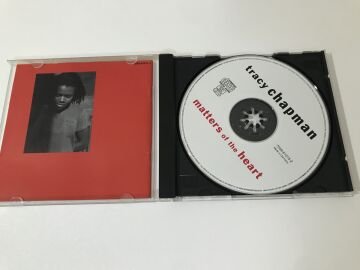 tracy chapman
matters of the heart